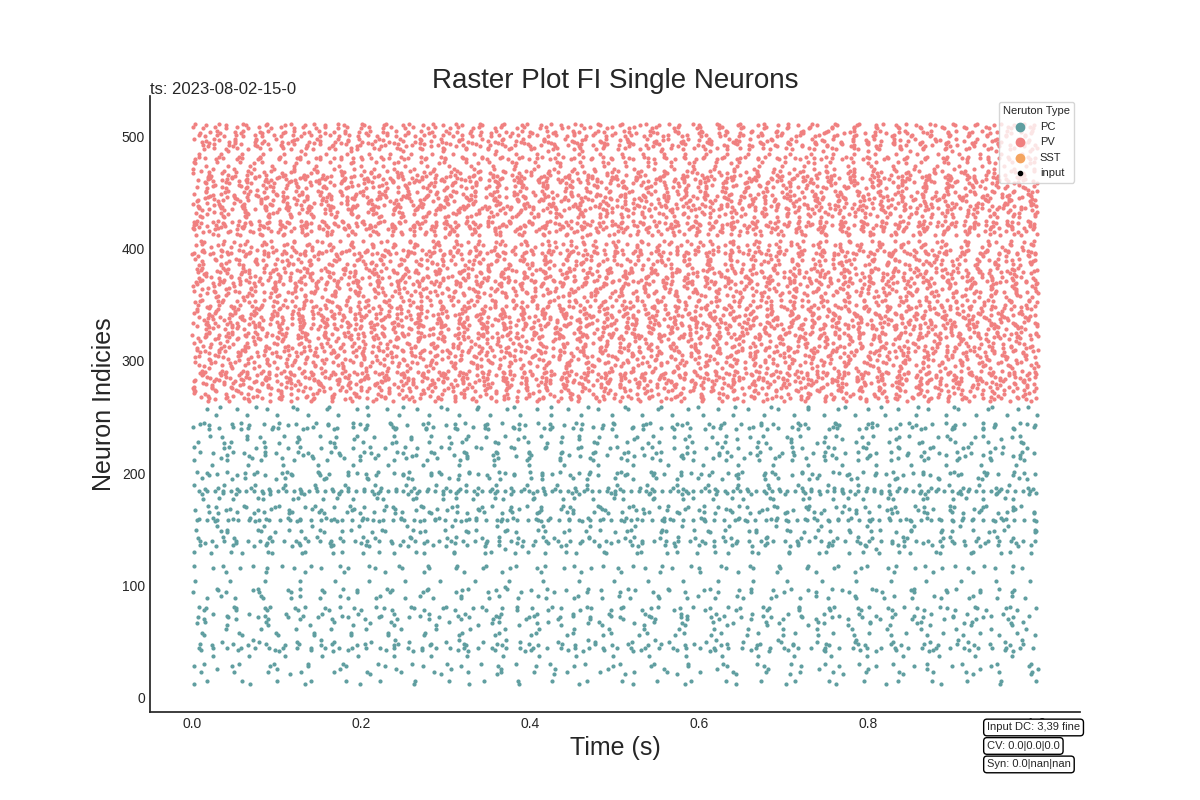 Raster Plot FI Single Neurons
ts: 2023-08-02-15-0
Neruton Type
PC
PV
SST
input
500
400
300
200
100
0
Neuron Indicies
0.0 0.2 0.4 0.6 0.8
Time (s)
Input DC: 3,39 fine
CV: 0.0|0.0|0.0
Syn: 0.0|nan|nan